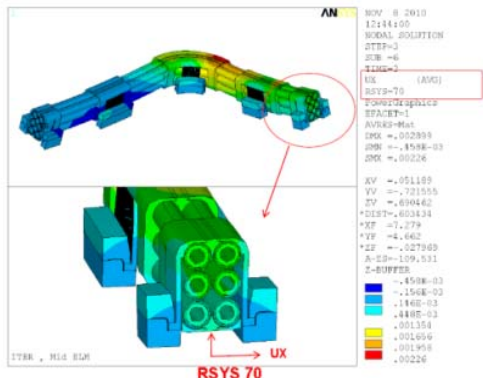 NOV 8 2010
12:44:00
NODAL SOLUTION
STEP=3
SUB =6
TIME=3
UX (AVG)
RSYS=70
PowerGraphics
EFACET=1
AVRES=Mat
DMX =.002899
SMN =-.458E-03
SMX =.00226
XV =.051189
YV =-.721555
ZV =.690462
*DIST=.603434
*XF =7.279
*YF =4.662
*ZF =-.027969
A-ZS=-109.531
Z-BUFFER
-.458E-03
-.156E-03
.146E-03
.448E-03
.001354
.001656
.001958
.00226
UX
RSYS 70
ITER , Mid ELM